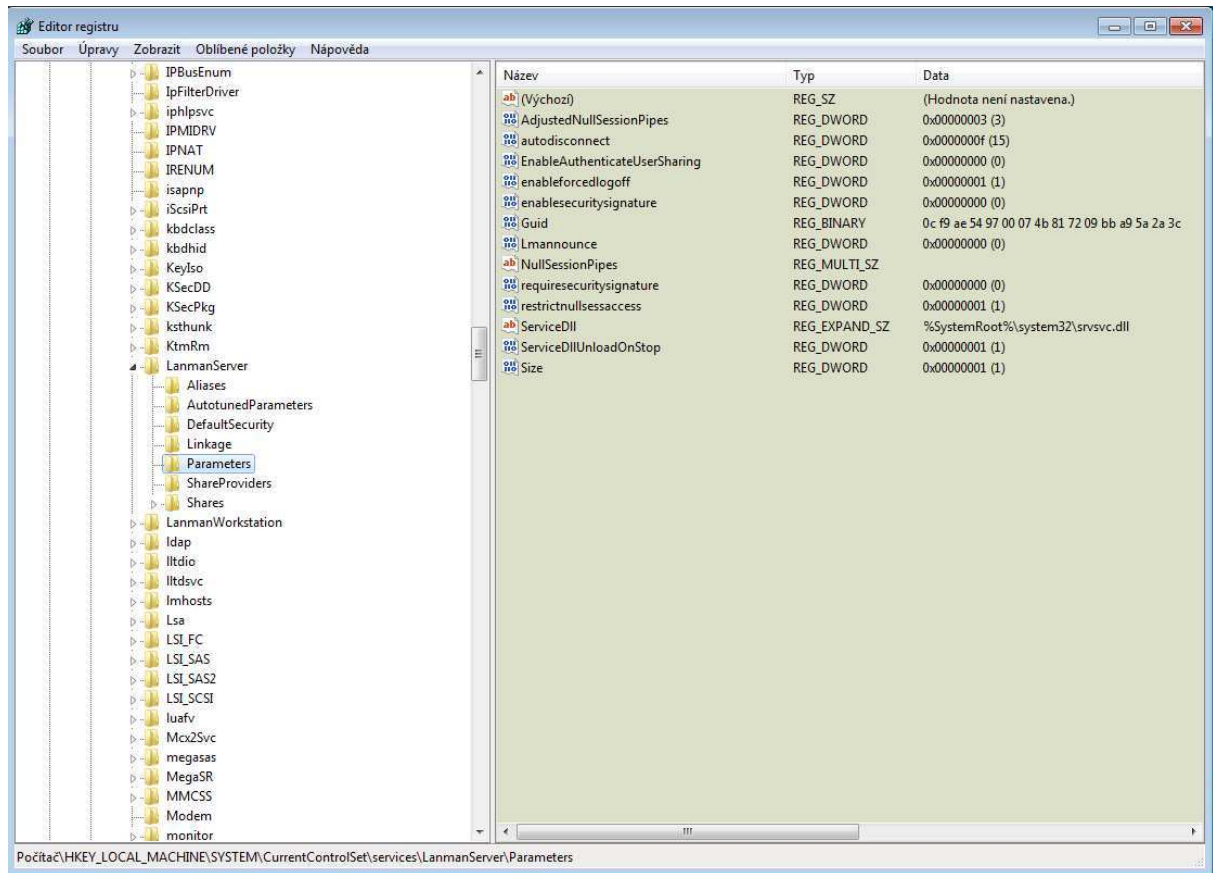 Editor registru
Soubor Úpravy Zobrazit Oblíbené položky Nápověda
IPBusEnum
IpFilterDriver
iphlpsvc
IPMIDRV
IPNAT
IRENUM
isapnp
iScsiPrt
kbdclass
kbdhid
KeyIso
KSecDD
KSecPkg
ksthunk
KtmRm
LanmanServer
Aliases
AutotunedParameters
DefaultSecurity
Linkage
Parameters
ShareProviders
Shares
LanmanWorkstation
ldap
lltdio
lltdsvc
lmhosts
Lsa
LSI_FC
LSI_SAS
LSI_SAS2
LSI_SCSI
luafv
Mcx2Svc
megasas
MegaSR
MMCSS
Modem
monitor
Název Typ Data
(Výchozí) REG_SZ (Hodnota není nastavena.)
AdjustedNullSessionPipes REG_DWORD 0x00000003 (3)
autodisconnect REG_DWORD 0x0000000f (15)
EnableAuthenticateUserSharing REG_DWORD 0x00000000 (0)
enableforcedlogoff REG_DWORD 0x00000001 (1)
enablesecuritysignature REG_DWORD 0x00000000 (0)
Guid REG_BINARY 0c f9 ae 54 97 00 07 4b 81 72 09 bb a9 5a 2a 3c
Lmannounce REG_DWORD 0x00000000 (0)
NullSessionPipes REG_MULTI_SZ
requiresecuritysignature REG_DWORD 0x00000000 (0)
restrictnullsessaccess REG_DWORD 0x00000001 (1)
ServiceDll REG_EXPAND_SZ %SystemRoot%\system32\srvsvc.dll
ServiceDllUnloadOnStop REG_DWORD 0x00000001 (1)
Size REG_DWORD 0x00000001 (1)
Počítač\HKEY_LOCAL_MACHINE\SYSTEM\CurrentControlSet\services\LanmanServer\Parameters